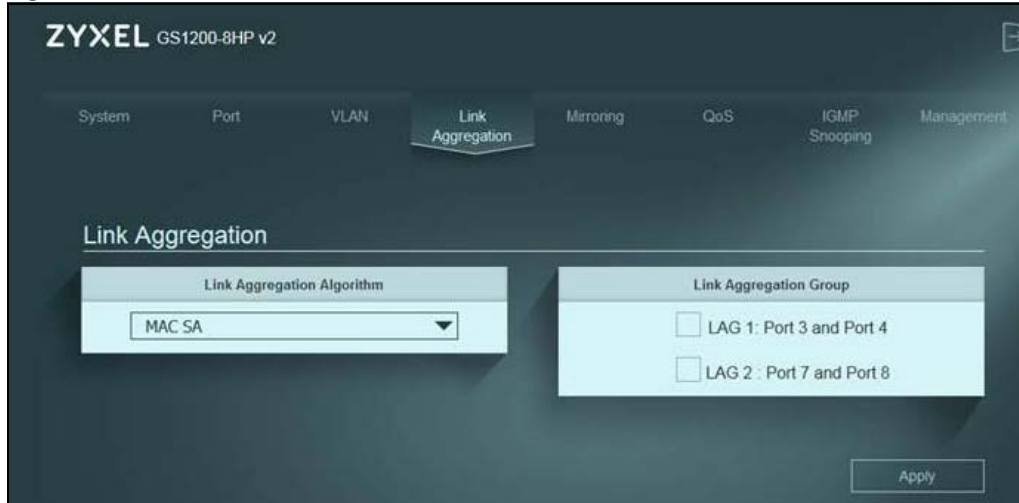 ZYXEL GS1200-8HP v2
System Port VLAN Link Aggregation Mirroring QoS IGMP Snooping Management
Link Aggregation
Link Aggregation Algorithm
MAC SA
Link Aggregation Group
LAG 1: Port 3 and Port 4
LAG 2 : Port 7 and Port 8
Apply